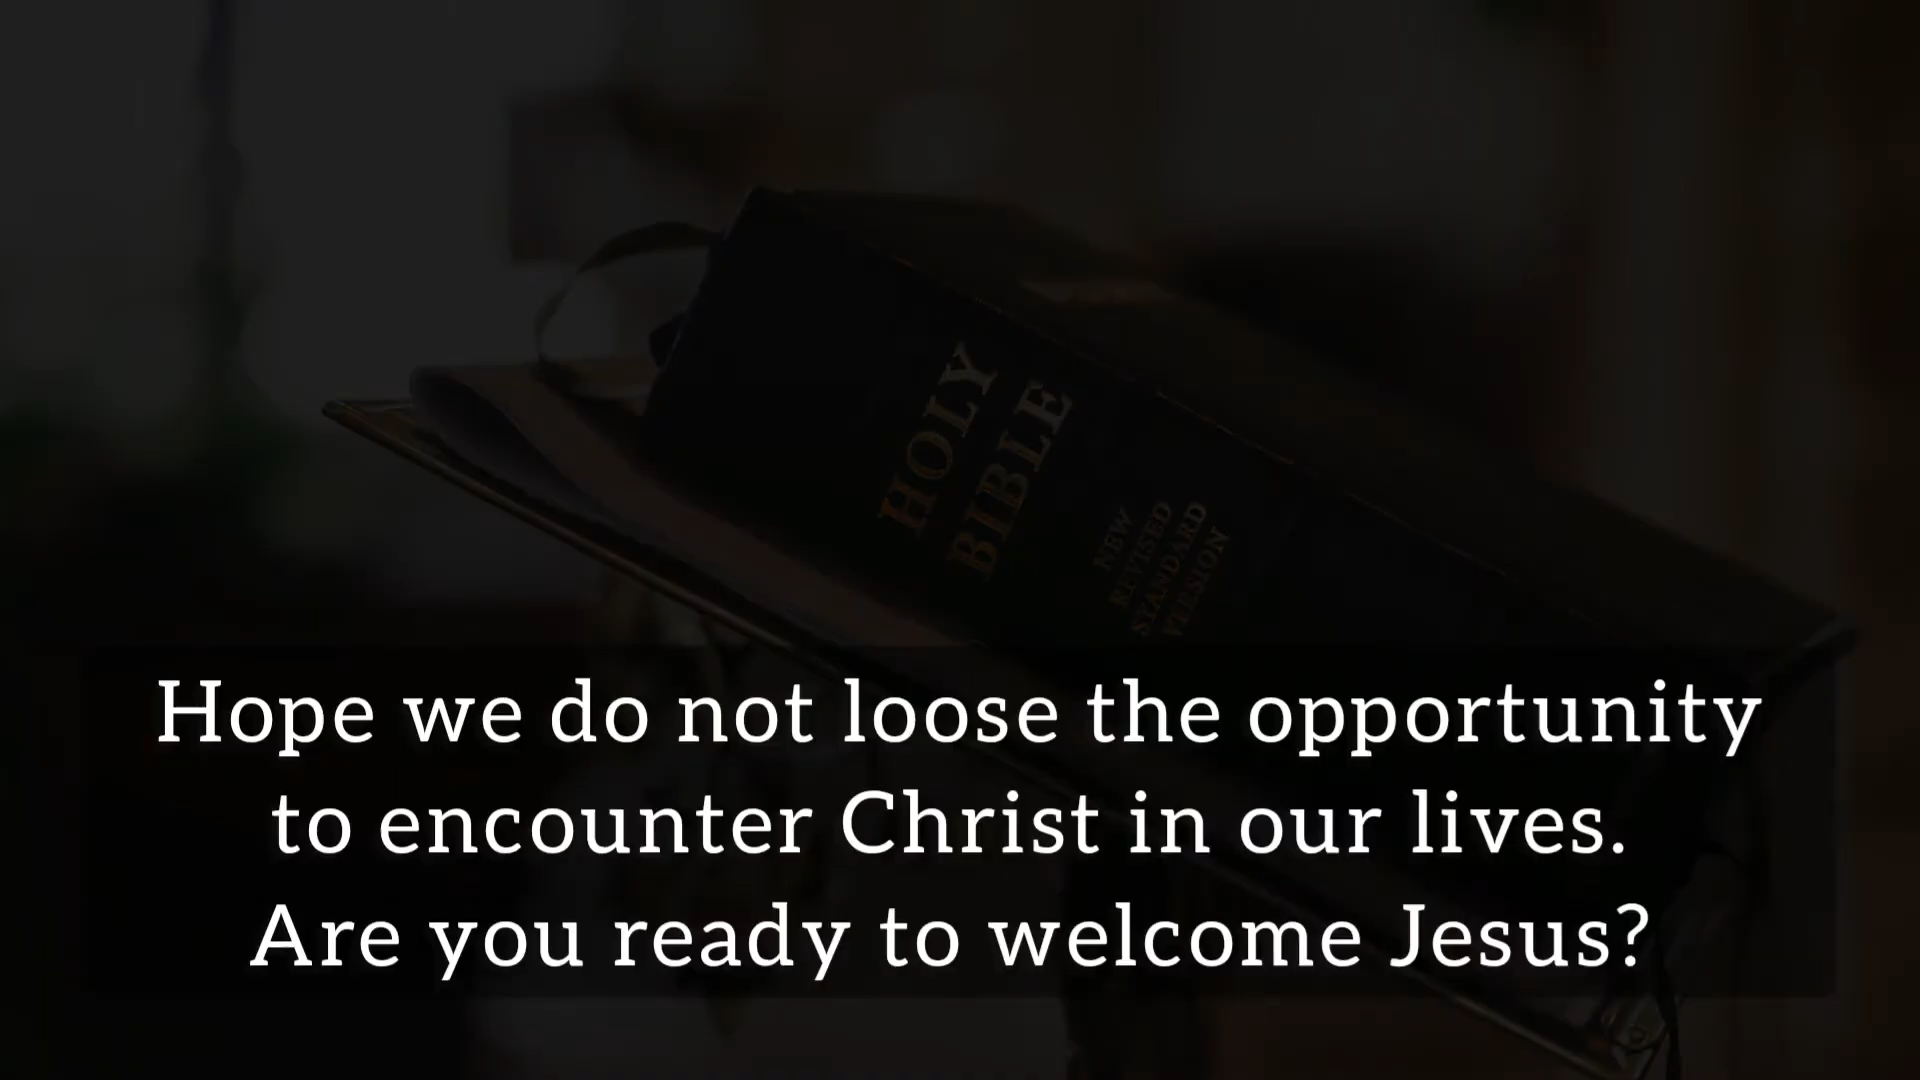 HOLY
BIBLE
NEW
REVISED
STANDARD
VERSION
Hope we do not loose the opportunity
to encounter Christ in our lives.
Are you ready to welcome Jesus?